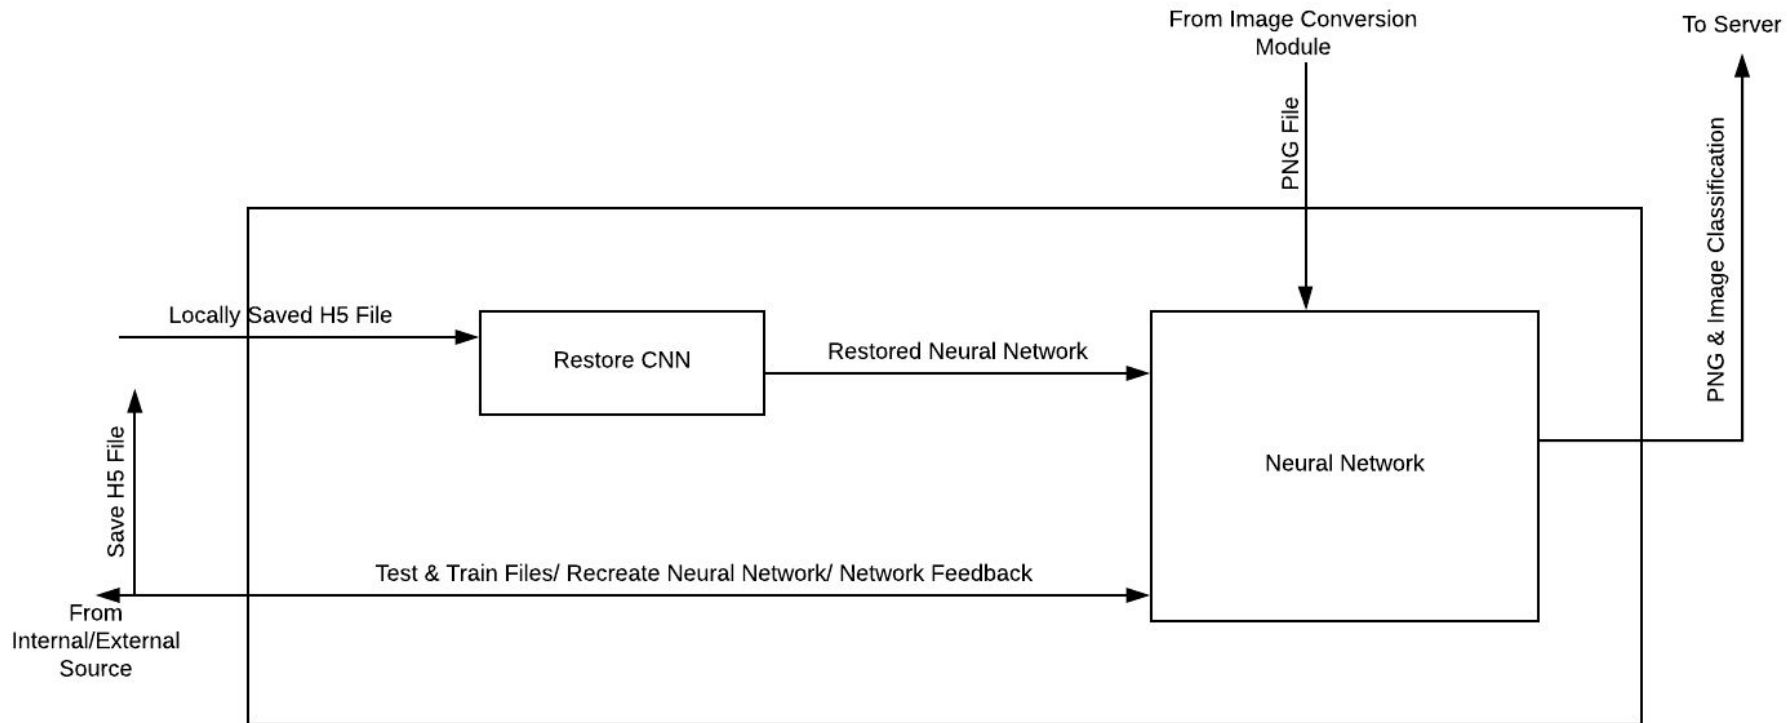 From Image Conversion
Module
To Server
PNG File
PNG & Image Classification
Locally Saved H5 File
Restore CNN
Restored Neural Network
Neural Network
Save H5 File
Test & Train Files/ Recreate Neural Network/ Network Feedback
From
Internal/External
Source